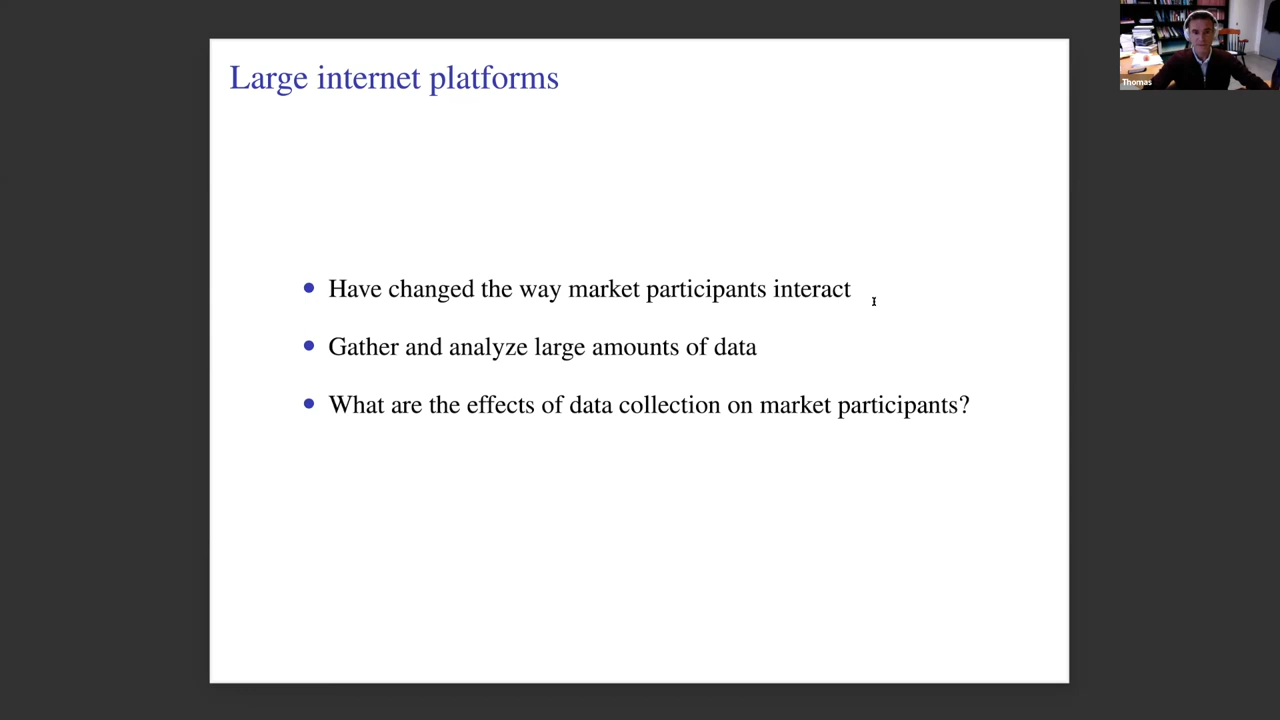 Large internet platforms
Thomas
• Have changed the way market participants interact
• Gather and analyze large amounts of data
• What are the effects of data collection on market participants?